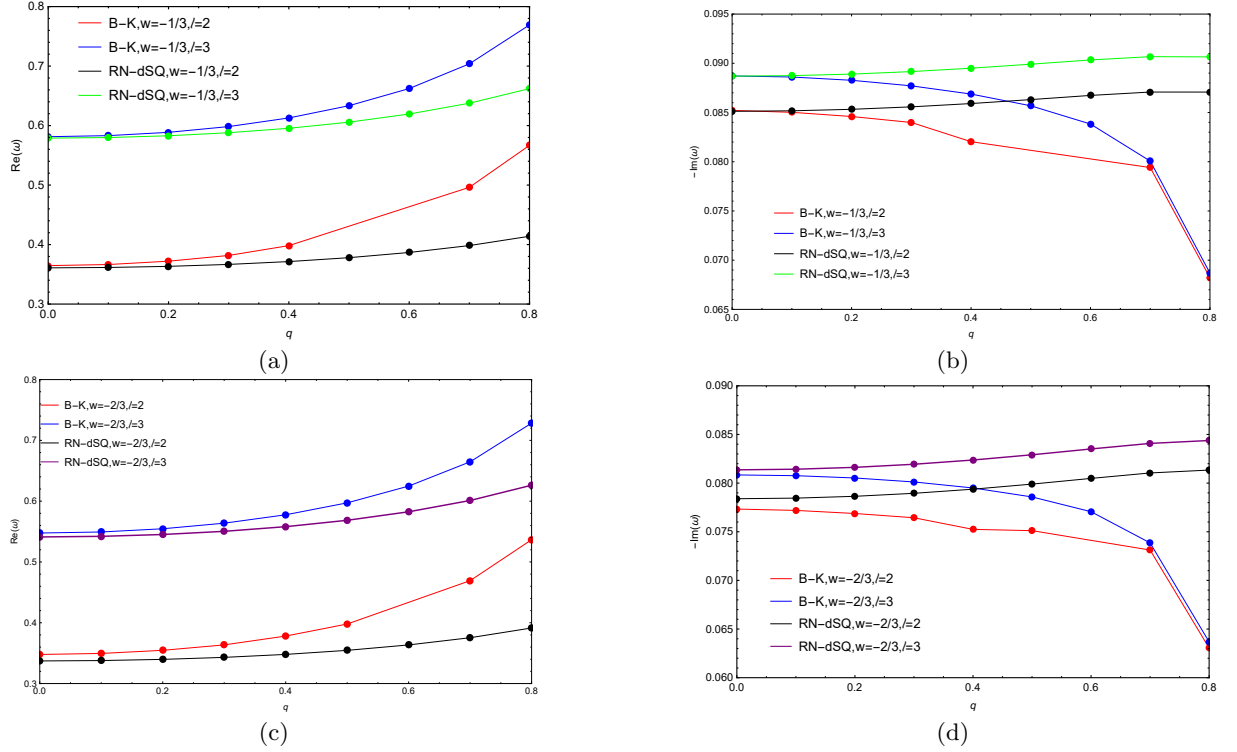 0.8
0.7
0.6
0.5
0.4
0.3
Re(ω)
B−K,w=−1/3,l=2
B−K,w=−1/3,l=3
RN−dSQ,w=−1/3,l=2
RN−dSQ,w=−1/3,l=3
0.0 0.2 0.4 0.6 0.8
q
(a)
0.095
0.090
0.085
0.080
0.075
0.070
0.065
−Im(ω)
B−K,w=−1/3,l=2
B−K,w=−1/3,l=3
RN−dSQ,w=−1/3,l=2
RN−dSQ,w=−1/3,l=3
0.0 0.2 0.4 0.6 0.8
q
(b)
0.8
0.7
0.6
0.5
0.4
0.3
Re(ω)
B−K,w=−2/3,l=2
B−K,w=−2/3,l=3
RN−dSQ,w=−2/3,l=2
RN−dSQ,w=−2/3,l=3
0.0 0.2 0.4 0.6 0.8
q
(c)
0.090
0.085
0.080
0.075
0.070
0.065
0.060
−Im(ω)
B−K,w=−2/3,l=2
B−K,w=−2/3,l=3
RN−dSQ,w=−2/3,l=2
RN−dSQ,w=−2/3,l=3
0.0 0.2 0.4 0.6 0.8
q
(d)